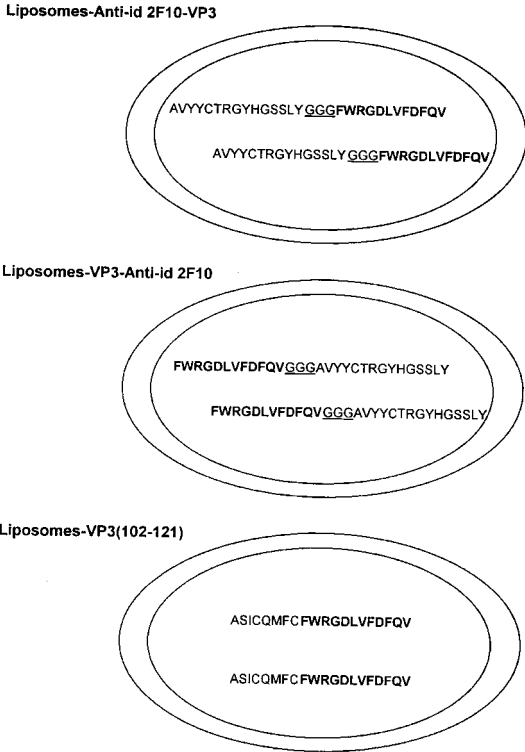 Liposomes-Anti-id 2F10-VP3
AVYYCTRGYHGSSLYGGGFWRGDLVFDFQV
AVYYCTRGYHGSSLYGGGFWRGDLVFDFQV
Liposomes-VP3-Anti-id 2F10
FWRGDLVFDFQVGGGAVYYCTRGYHGSSLY
FWRGDLVFDFQVGGGAVYYCTRGYHGSSLY
Liposomes-VP3(102-121)
ASICQMFCFWRGDLVFDFQV
ASICQMFCFWRGDLVFDFQV